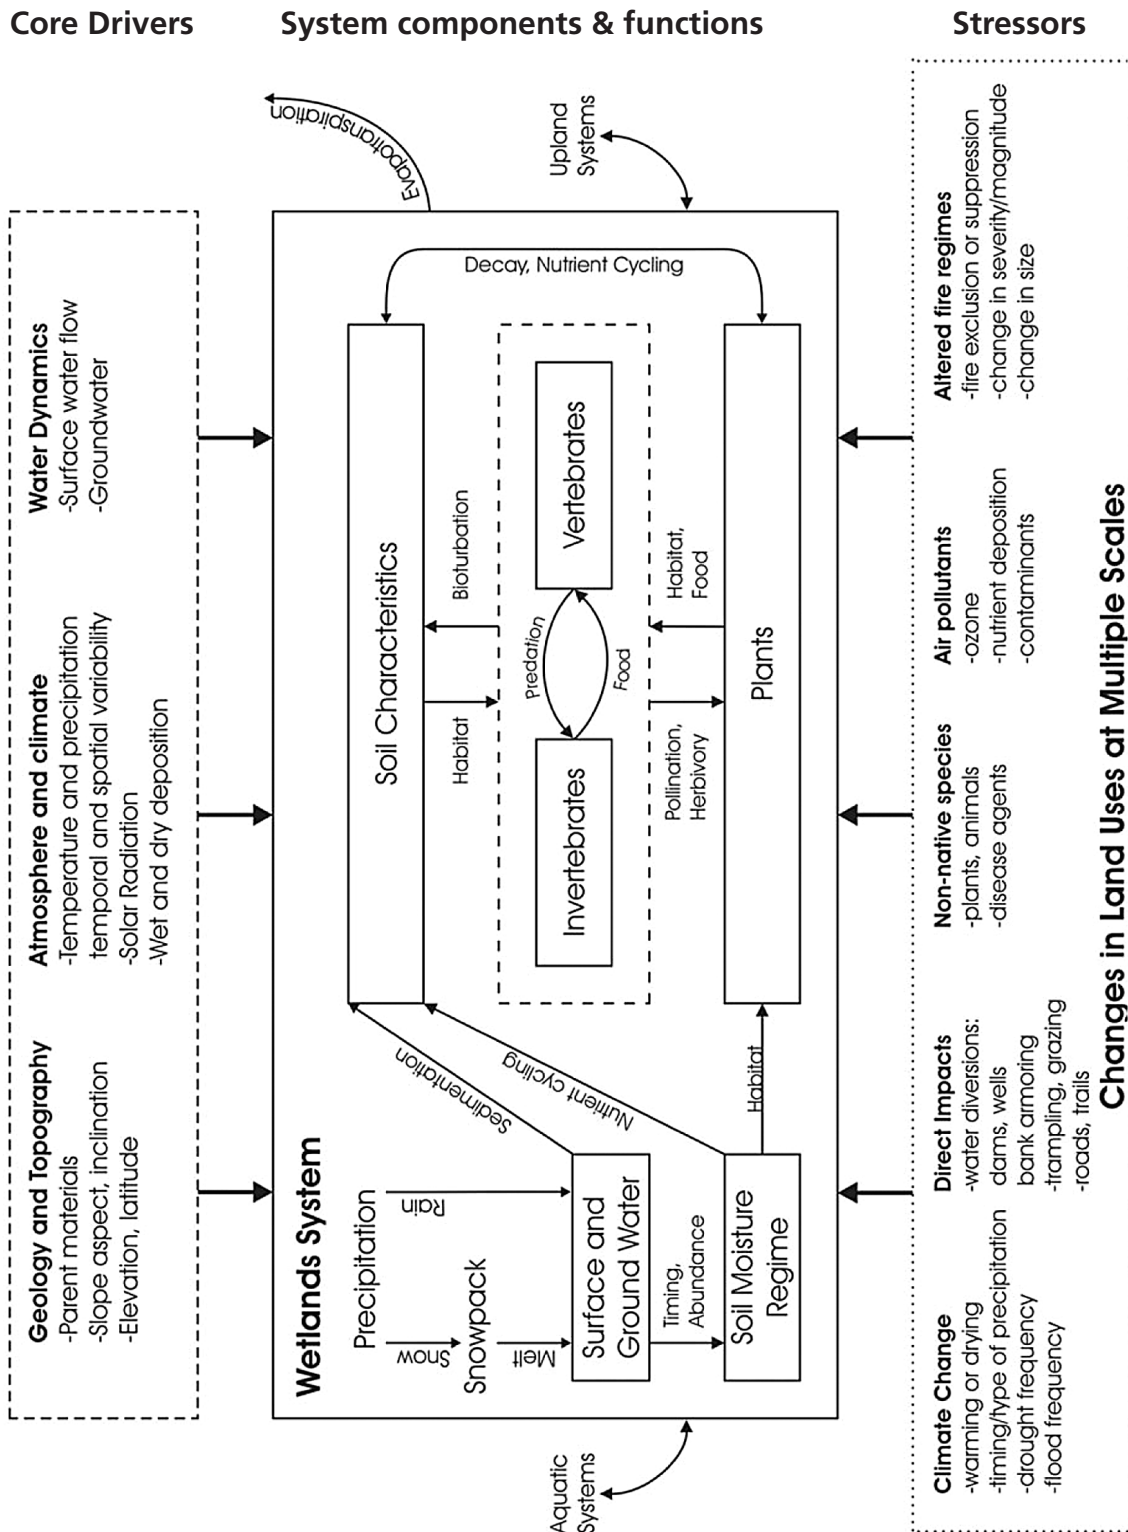 Core Drivers
System components & functions
Stressors
Geology and Topography
-Parent materials
-Slope aspect, inclination
-Elevation, latitude
Atmosphere and climate
-Temperature and precipitation
temporal and spatial variability
-Solar Radiation
-Wet and dry deposition
Water Dynamics
-Surface water flow
-Groundwater
Wetlands System
Precipitation
Snow
Rain
Snowpack
Melt
Surface and
Ground Water
Timing,
Abundance
Soil Moisture
Regime
Sedimentation
Nutrient cycling
Habitat
Soil Characteristics
Habitat
Bioturbation
Invertebrates
Predation
Food
Vertebrates
Pollination,
Herbivory
Habitat,
Food
Plants
Decay, Nutrient Cycling
Evapotranspiration
Aquatic
Systems
Upland
Systems
Climate Change
-warming or drying
-timing/type of precipitation
-drought frequency
-flood frequency
Direct Impacts
-water diversions:
dams, wells
bank armoring
-trampling, grazing
-roads, trails
Non-native species
-plants, animals
-disease agents
Air pollutants
-ozone
-nutrient deposition
-contaminants
Altered fire regimes
-fire exclusion or suppression
-change in severity/magnitude
-change in size
Changes in Land Uses at Multiple Scales